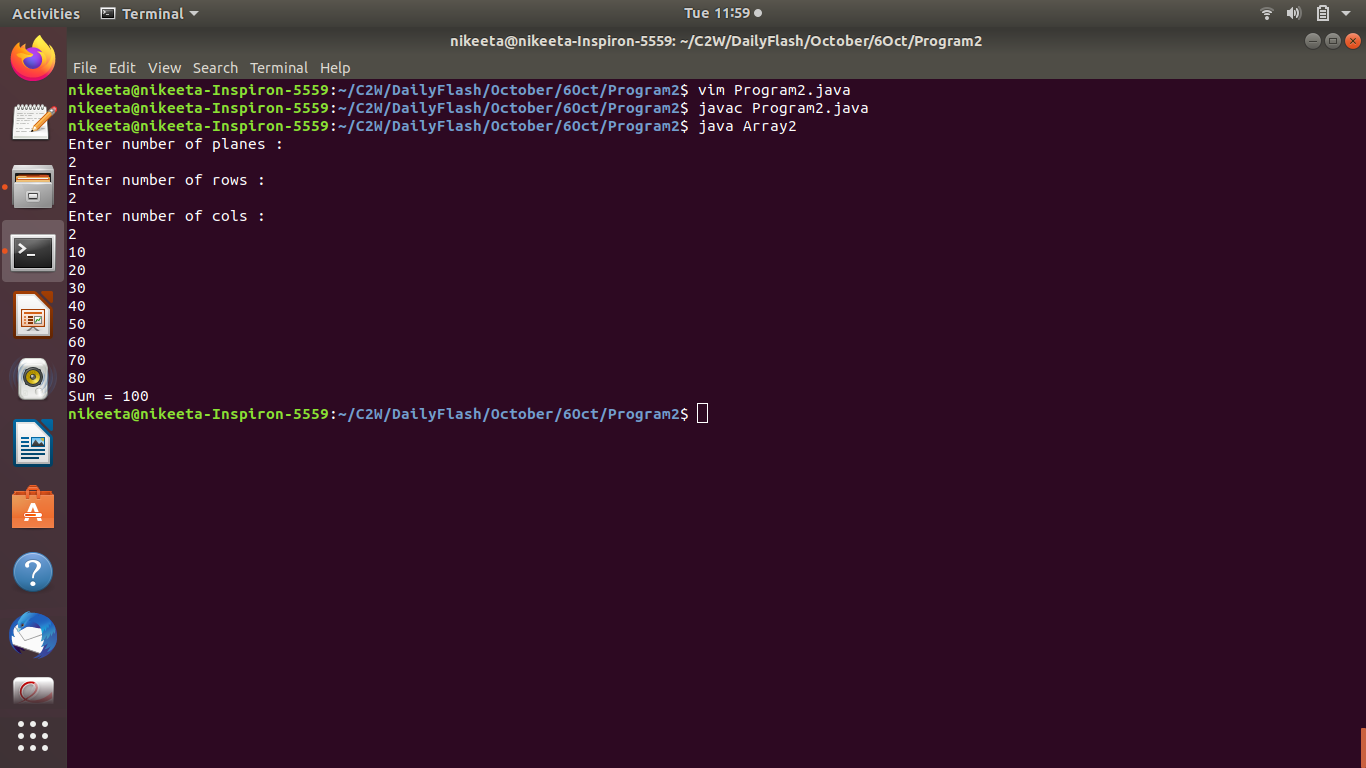 Activities Terminal Tue 11:59
nikeeta@nikeeta-Inspiron-5559: ~/C2W/DailyFlash/October/6Oct/Program2
File Edit View Search Terminal Help
nikeeta@nikeeta-Inspiron-5559:~/C2W/DailyFlash/October/6Oct/Program2$ vim Program2.java
nikeeta@nikeeta-Inspiron-5559:~/C2W/DailyFlash/October/6Oct/Program2$ javac Program2.java
nikeeta@nikeeta-Inspiron-5559:~/C2W/DailyFlash/October/6Oct/Program2$ java Array2
Enter number of planes :
2
Enter number of rows :
2
Enter number of cols :
2
10
20
30
40
50
60
70
80
Sum = 100
nikeeta@nikeeta-Inspiron-5559:~/C2W/DailyFlash/October/6Oct/Program2$